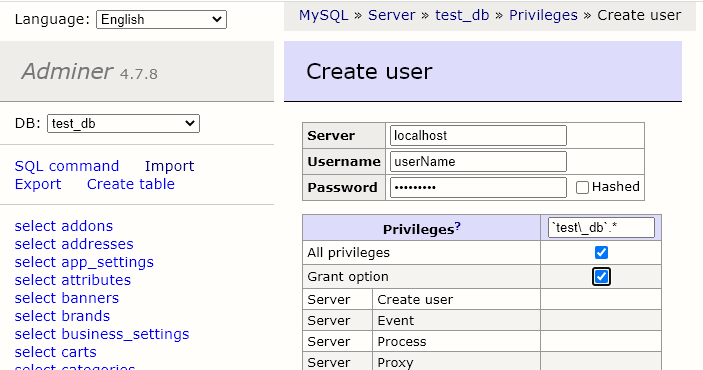 Language: English
MySQL » Server » test_db » Privileges » Create user
Adminer 4.7.8
Create user
DB: test_db
SQL command Import
Export Create table
select addons
select addresses
select app_settings
select attributes
select banners
select brands
select business_settings
select carts
select categories
Server localhost
Username userName
Password ••••••••• Hashed
Privileges? `test\_db`.*
All privileges
Grant option
Server Create user
Server Event
Server Process
Server Proxy